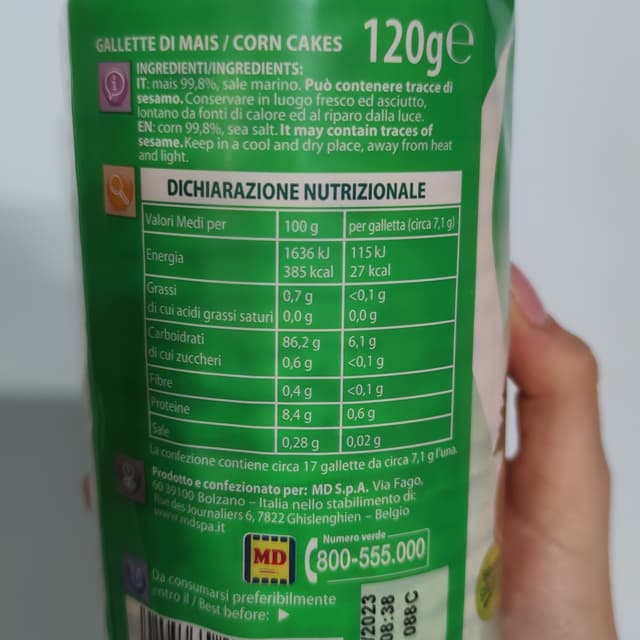 GALLETTE DI MAIS / CORN CAKES 120g℮
INGREDIENTI/INGREDIENTS:
IT: mais 99,8%, sale marino. Può contenere tracce di
sesamo. Conservare in luogo fresco ed asciutto,
lontano da fonti di calore ed al riparo dalla luce.
EN: corn 99,8%, sea salt. It may contain traces of
sesame. Keep in a cool and dry place, away from heat
and light.
DICHIARAZIONE NUTRIZIONALE
Valori Medi per 100 g per galletta (circa 7,1 g)
Energia 1636 kJ 115 kJ
385 kcal 27 kcal
Grassi 0,7 g <0,1 g
di cui acidi grassi saturi 0,0 g 0,0 g
Carboidrati 86,2 g 6,1 g
di cui zuccheri 0,6 g <0,1 g
Fibre 0,4 g <0,1 g
Proteine 8,4 g 0,6 g
Sale 0,28 g 0,02 g
La confezione contiene circa 17 gallette da circa 7,1 g l'una.
Prodotto e confezionato per: MD S.p.A. Via Fago,
60 39100 Bolzano – Italia nello stabilimento di:
Rue des Journaliers 6, 7822 Ghislenghien – Belgio
www.mdspa.it
MD
Numero verde
800-555.000
Da consumarsi preferibilmente
entro il / Best before:
/2023
08:38
088C